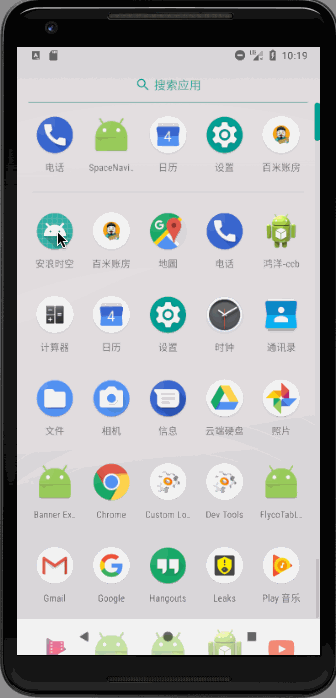 10:19
搜索应用
电话 SpaceNavi.. 日历 设置 百米账房
4
安浪时空 百米账房 地图 电话 鸿洋-ccb
计算器 日历 设置 时钟 通讯录
4
文件 相机 信息 云端硬盘 照片
Banner Ex.. Chrome Custom Lo.. Dev Tools FlycoTabl..
Gmail Google Hangouts Leaks Play 音乐